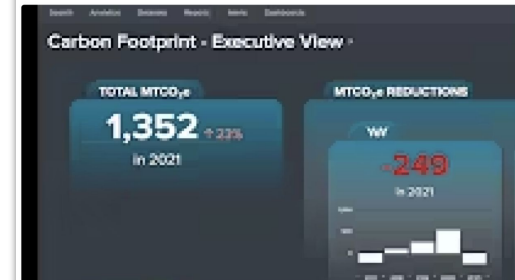 Search Analytics Datasets Reports Alerts Dashboards
Carbon Footprint - Executive View
TOTAL MTCO₂e
1,352 ↑ 23%
in 2021
MTCO₂e REDUCTIONS
YoY
-249
in 2021